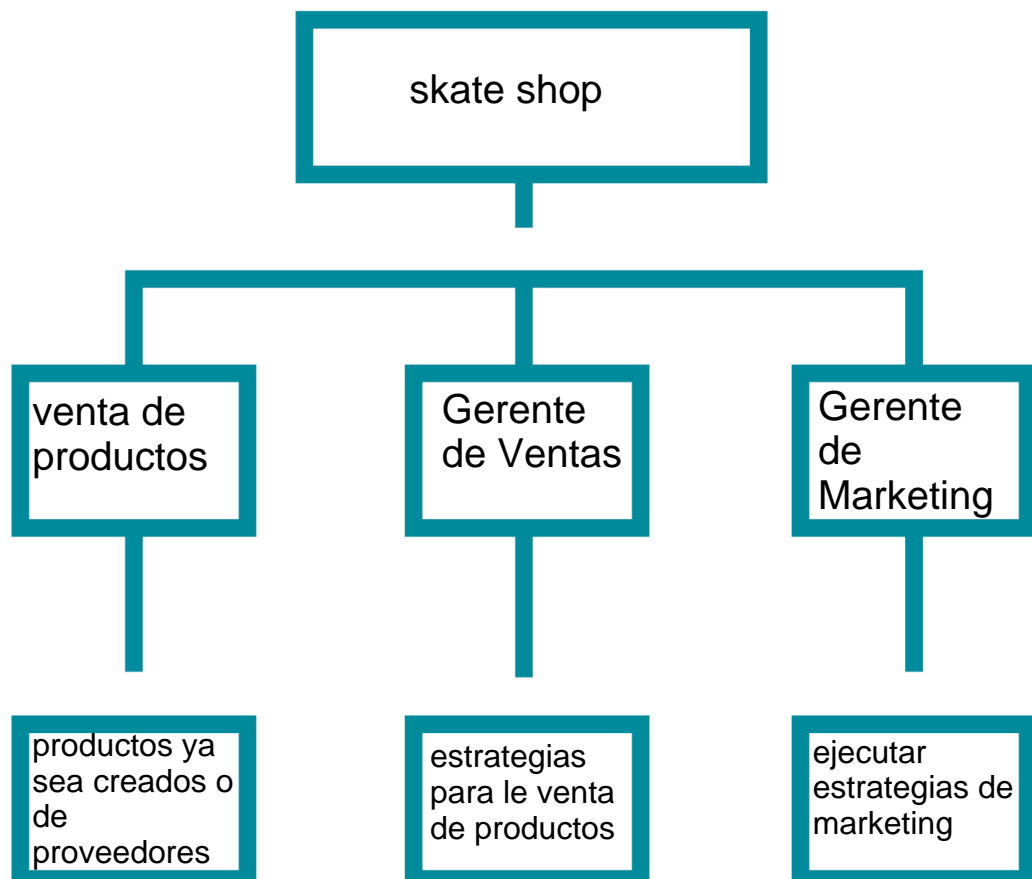 skate shop
venta de
productos
Gerente
de Ventas
Gerente
de
Marketing
productos ya
sea creados o
de
proveedores
estrategias
para le venta
de productos
ejecutar
estrategias de
marketing